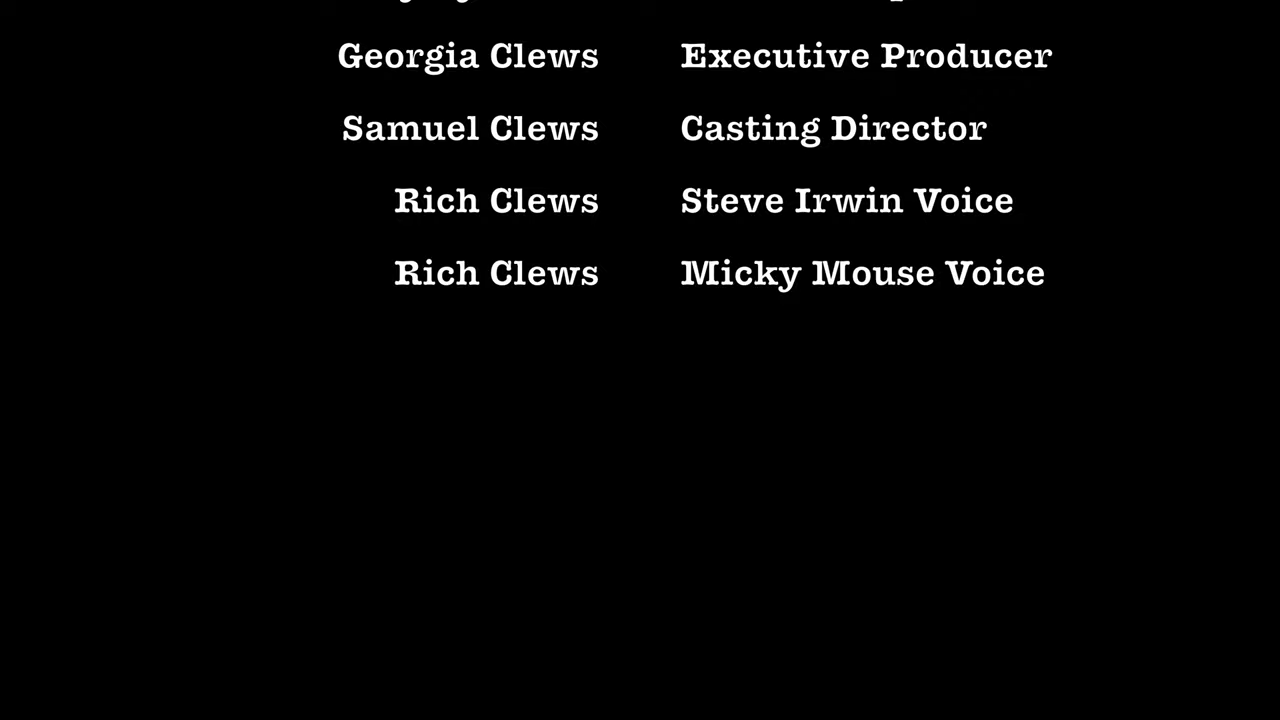 Georgia Clews Executive Producer
Samuel Clews Casting Director
Rich Clews Steve Irwin Voice
Rich Clews Micky Mouse Voice